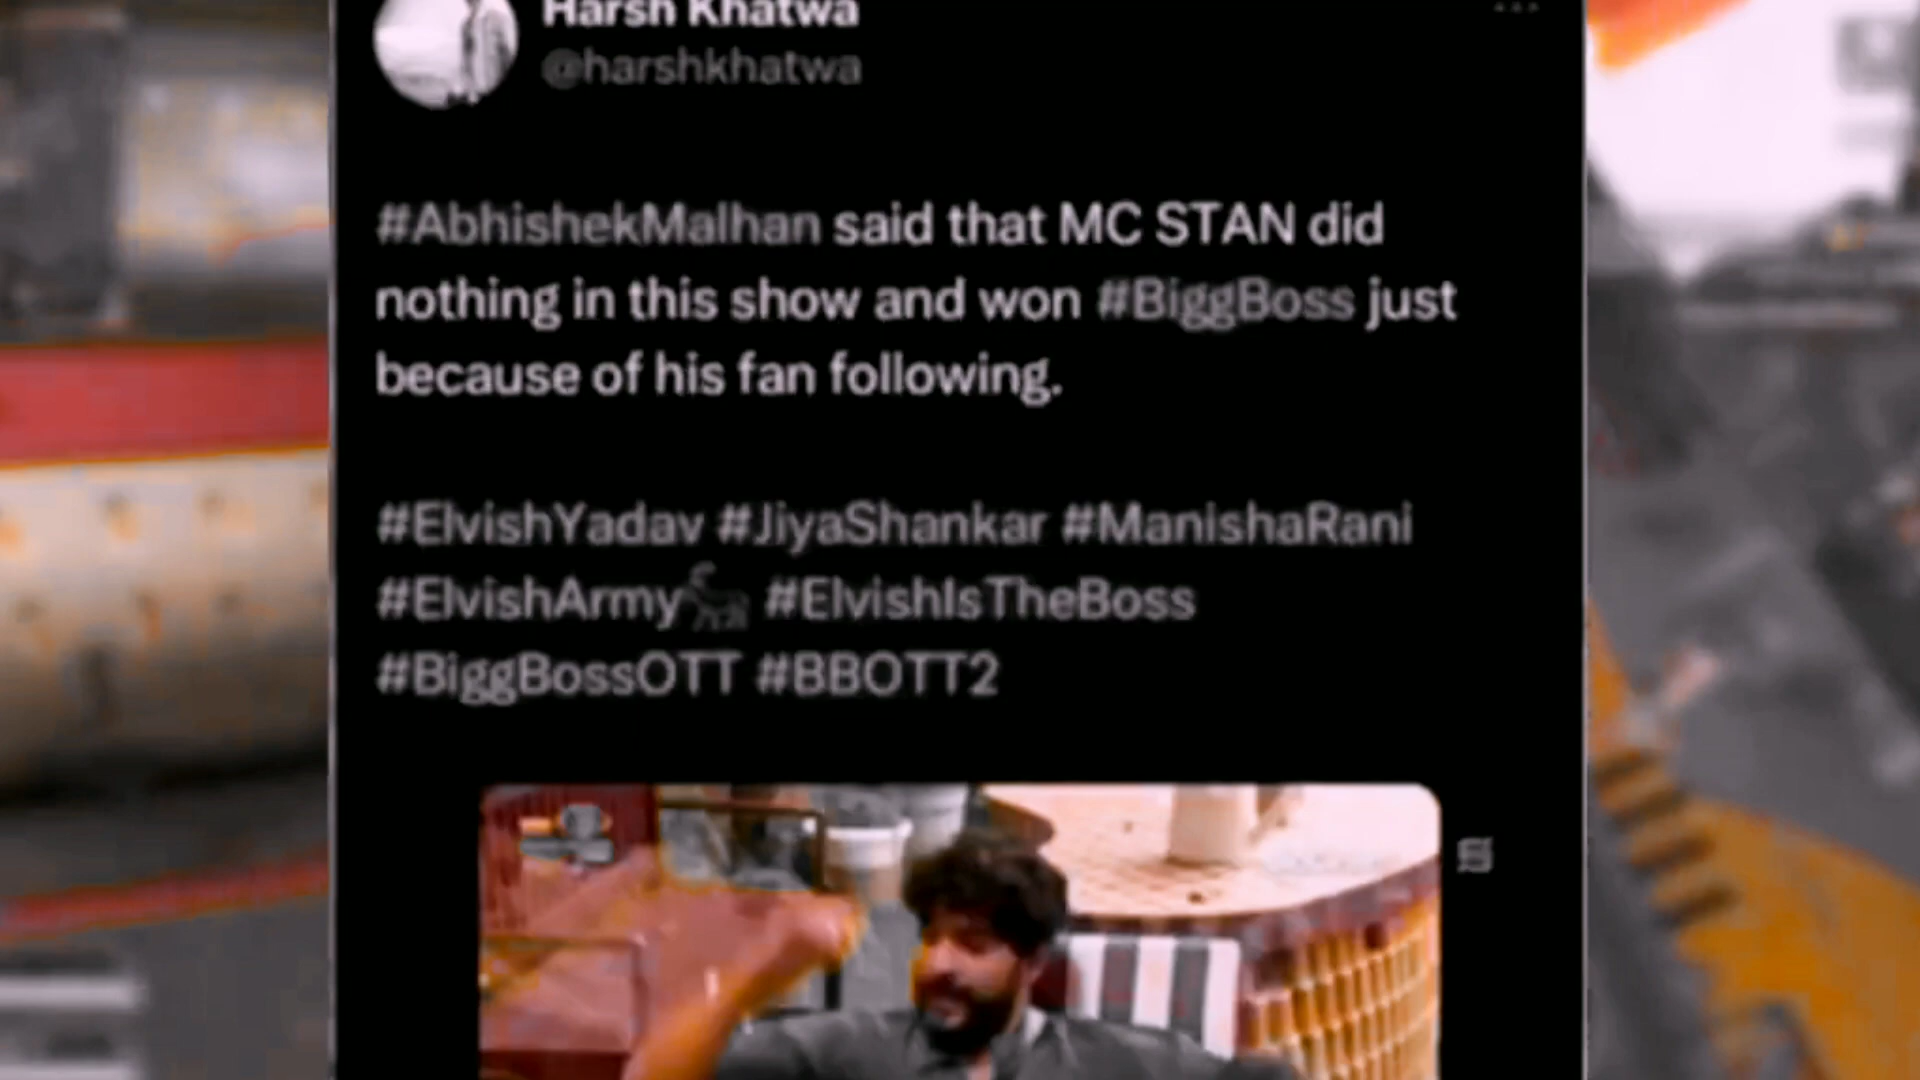 Harsh Khatwa
@harshkhatwa
#AbhishekMalhan said that MC STAN did
nothing in this show and won #BiggBoss just
because of his fan following.
#ElvishYadav #JiyaShankar #ManishaRani
#ElvishArmy #ElvishIsTheBoss
#BiggBossOTT #BBOTT2